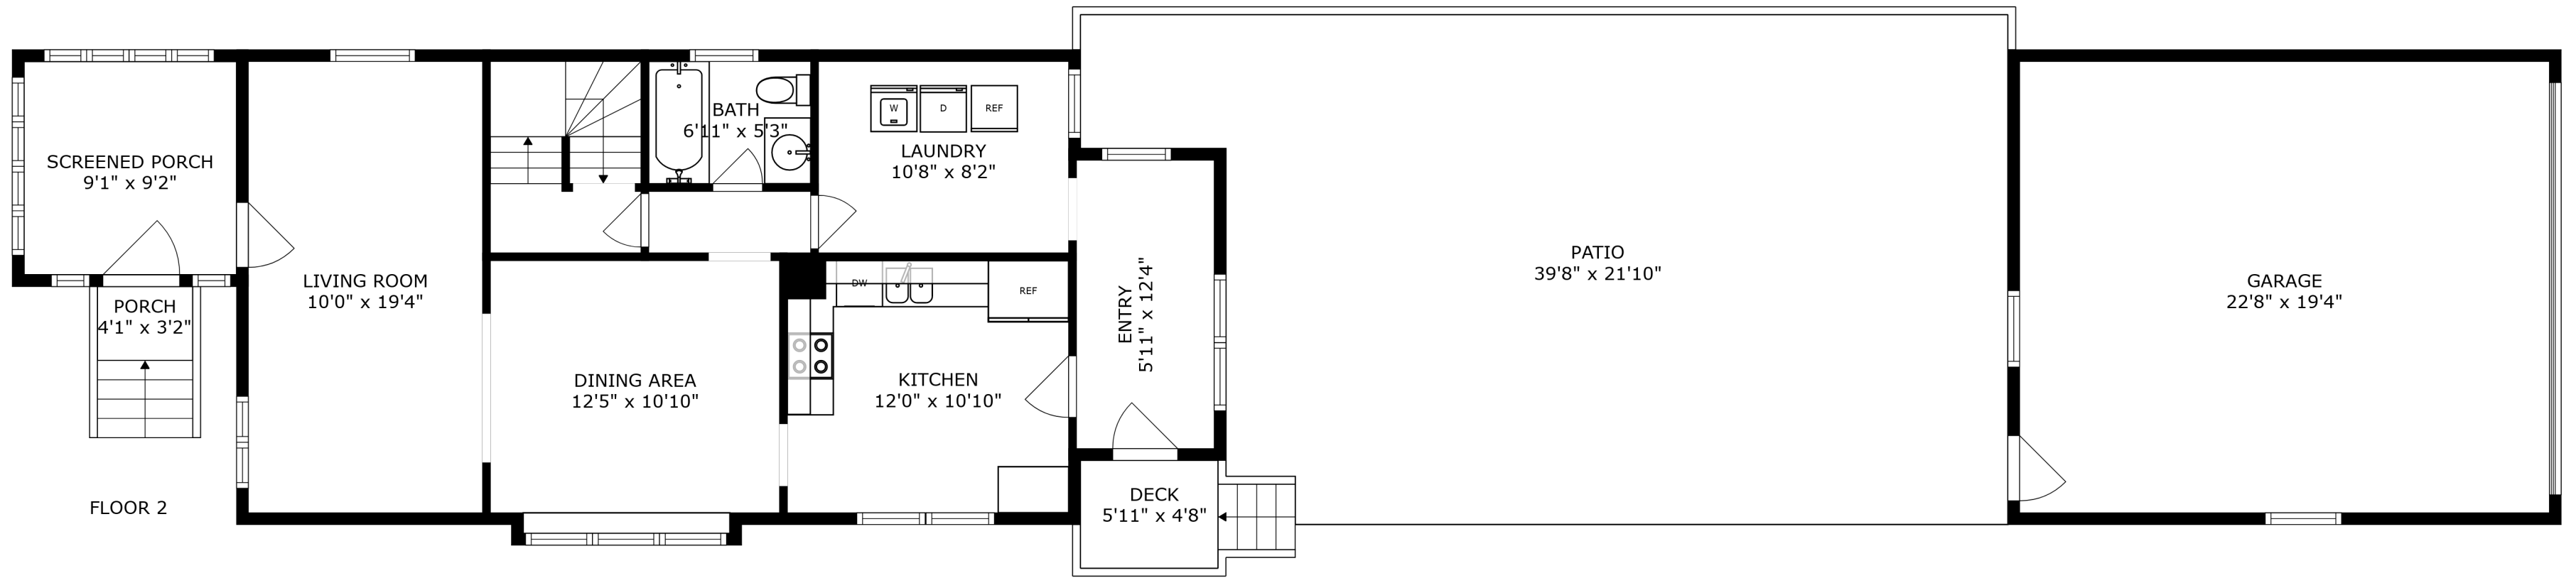 SCREENED PORCH
9'1" x 9'2"
PORCH
4'1" x 3'2"
FLOOR 2
LIVING ROOM
10'0" x 19'4"
BATH
6'11" x 5'3"
W
D
REF
LAUNDRY
10'8" x 8'2"
DINING AREA
12'5" x 10'10"
DW
REF
KITCHEN
12'0" x 10'10"
ENTRY
5'11" x 12'4"
DECK
5'11" x 4'8"
PATIO
39'8" x 21'10"
GARAGE
22'8" x 19'4"